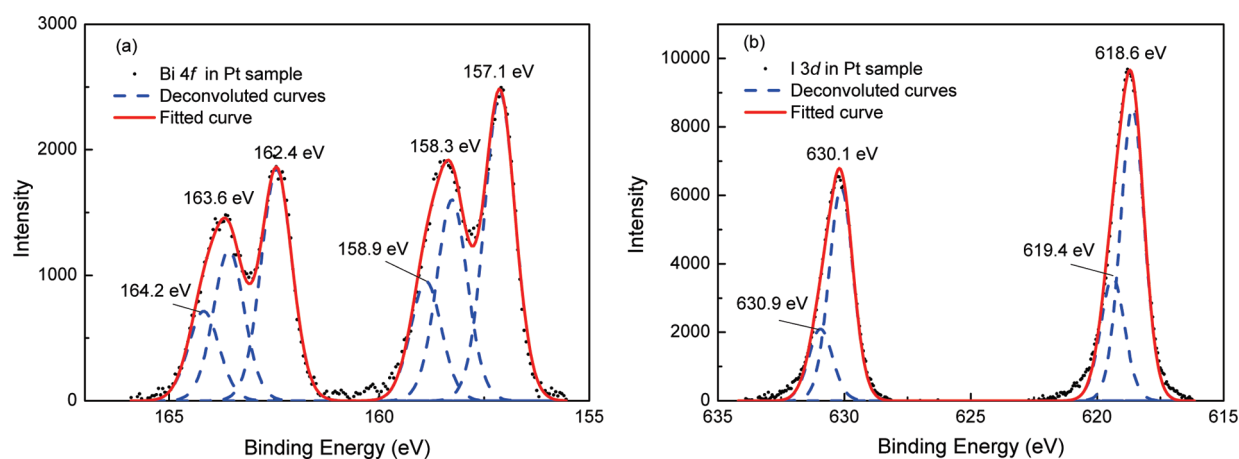 (a)
Bi 4f in Pt sample
Deconvoluted curves
Fitted curve
157.1 eV
162.4 eV
158.3 eV
163.6 eV
158.9 eV
164.2 eV
3000
2000
1000
0
Intensity
165
160
155
Binding Energy (eV)
(b)
I 3d in Pt sample
Deconvoluted curves
Fitted curve
618.6 eV
630.1 eV
619.4 eV
630.9 eV
10000
8000
6000
4000
2000
0
Intensity
635
630
625
620
615
Binding Energy (eV)